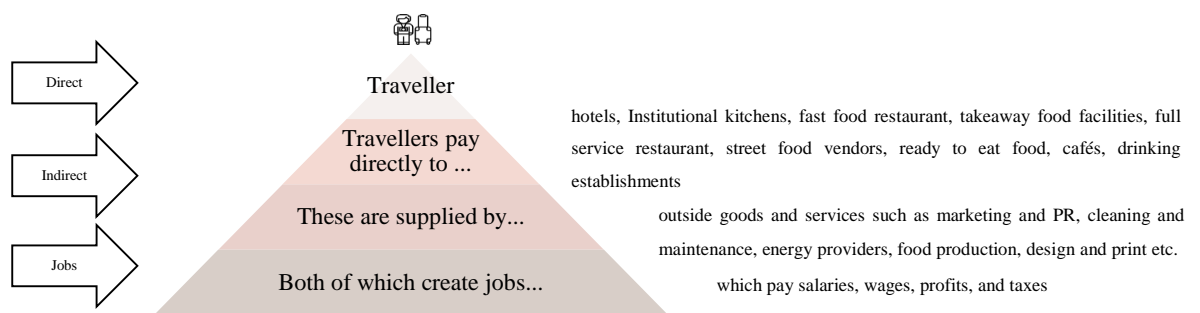 Direct
Traveller
hotels, Institutional kitchens, fast food restaurant, takeaway food facilities, full
service restaurant, street food vendors, ready to eat food, cafés, drinking
establishments
Travellers pay
directly to ...
Indirect
These are supplied by...
outside goods and services such as marketing and PR, cleaning and
maintenance, energy providers, food production, design and print etc.
Jobs
Both of which create jobs...
which pay salaries, wages, profits, and taxes